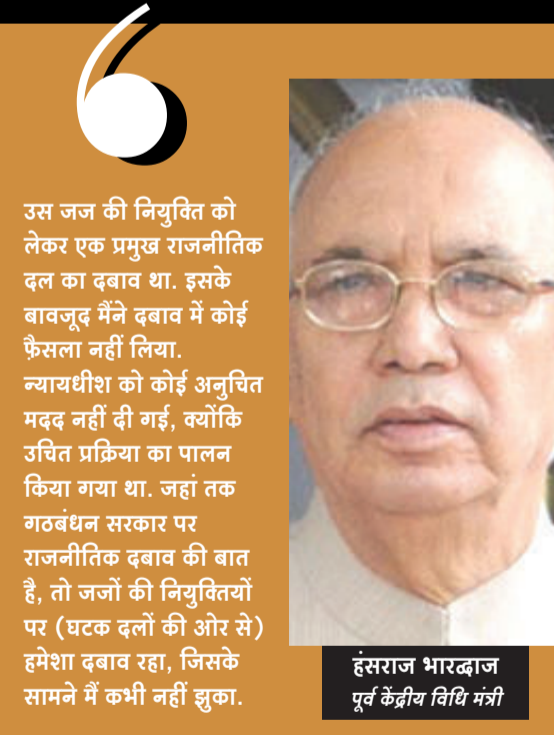 उस जज की नियुक्ति को
लेकर एक प्रमुख राजनीतिक
दल का दबाव था. इसके
बावजूद मैंने दबाव में कोई
फ़ैसला नहीं लिया.
न्यायधीश को कोई अनुचित
मदद नहीं दी गई, क्योंकि
उचित प्रक्रिया का पालन
किया गया था. जहां तक
गठबंधन सरकार पर
राजनीतिक दबाव की बात
है, तो जजों की नियुक्तियों
पर (घटक दलों की ओर से)
हमेशा दबाव रहा, जिसके
सामने मैं कभी नहीं झुका.
हंसराज भारद्वाज
पूर्व केंद्रीय विधि मंत्री